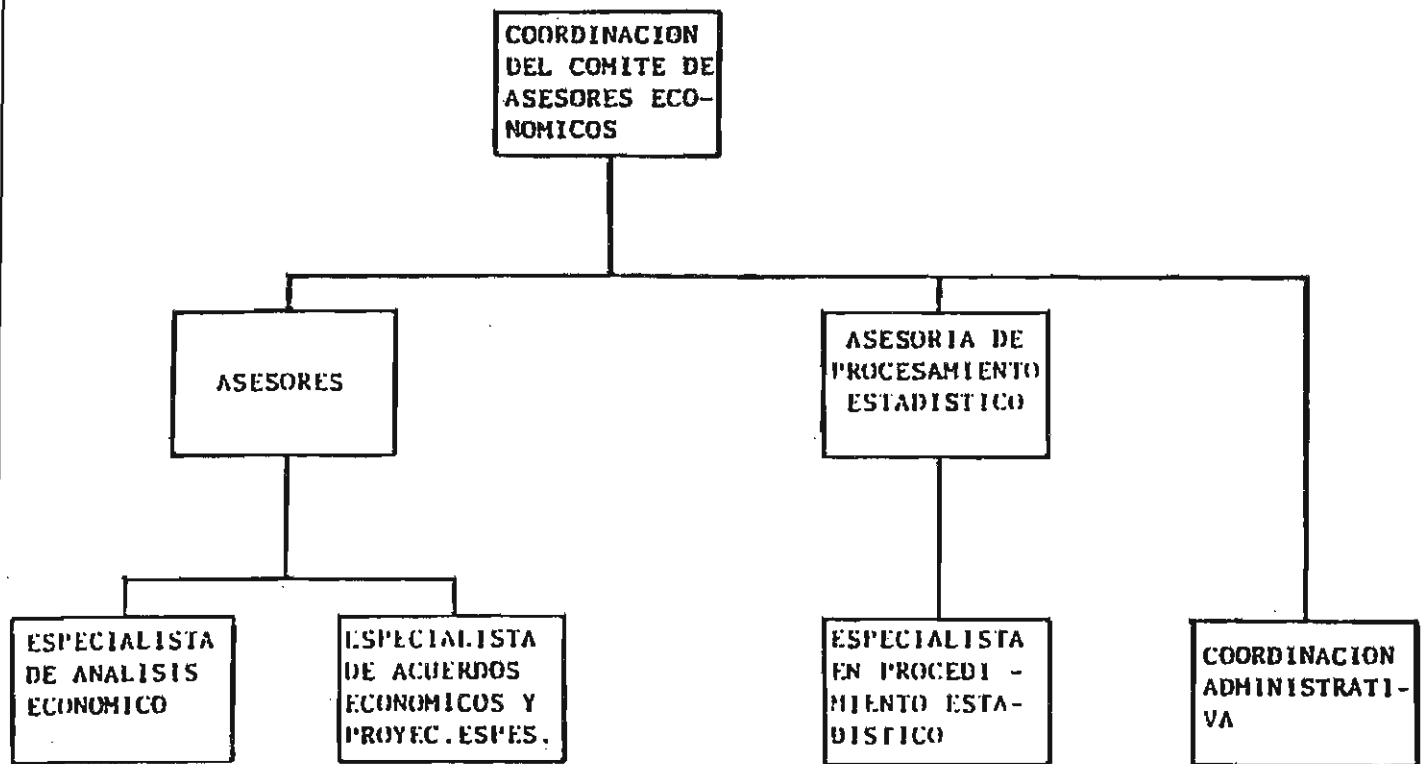 COORDINACION
DEL COMITE DE
ASESORES ECO-
NOMICOS
ASESORES
ASESORIA DE
PROCESAMIENTO
ESTADISTICO
ESPECIALISTA
DE ANALISIS
ECONOMICO
ESPECIALISTA
DE ACUERDOS
ECONOMICOS Y
PROYEC.ESPES.
ESPECIALISTA
EN PROCEDI -
MIENTO ESTA-
DISTICO
COORDINACION
ADMINISTRATI-
VA